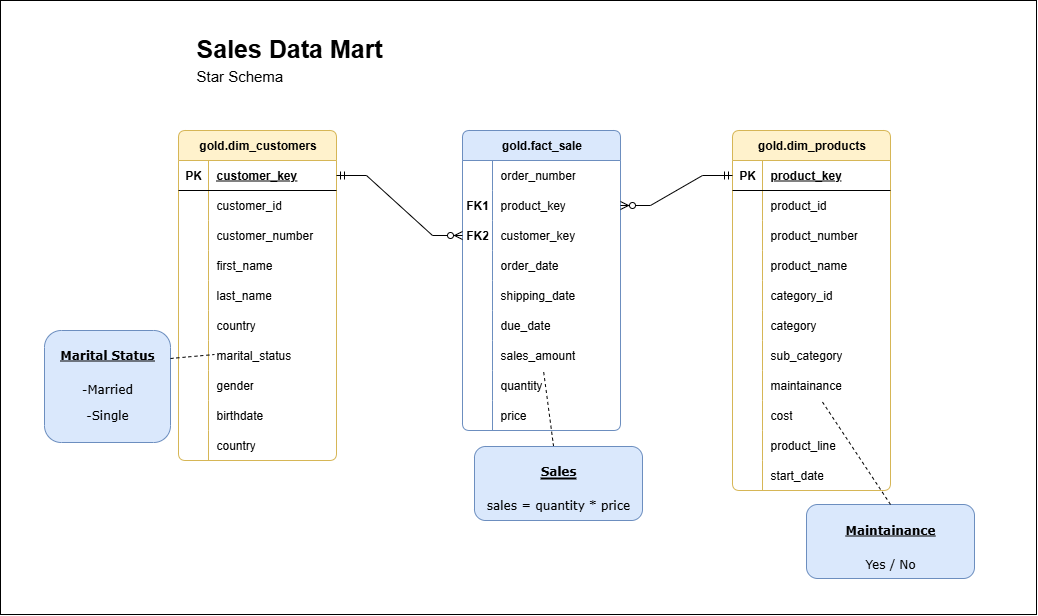 Sales Data Mart
Star Schema
gold.dim_customers
PK customer_key
customer_id
customer_number
first_name
last_name
country
marital_status
gender
birthdate
country
Marital Status
-Married
-Single
gold.fact_sale
order_number
FK1 product_key
FK2 customer_key
order_date
shipping_date
due_date
sales_amount
quantity
price
Sales
sales = quantity * price
gold.dim_products
PK product_key
product_id
product_number
product_name
category_id
category
sub_category
maintainance
cost
product_line
start_date
Maintainance
Yes / No